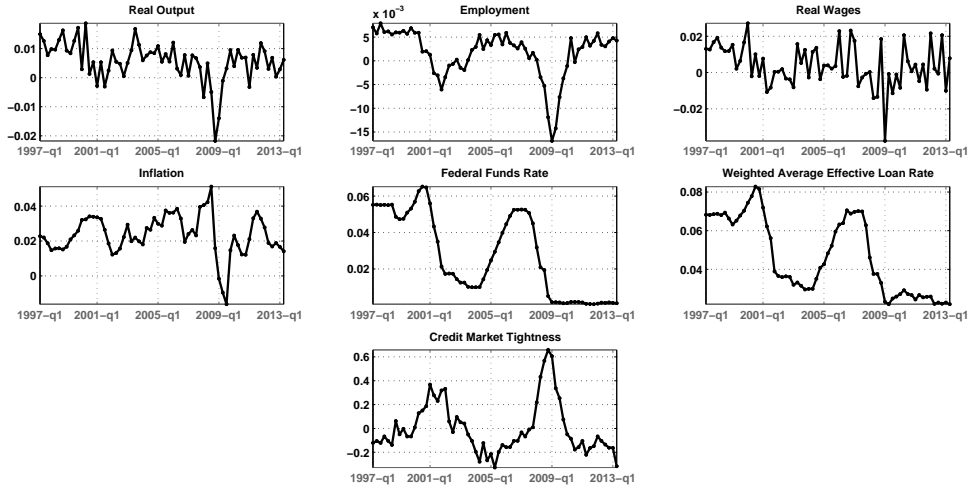 Real Output
0.01
0
−0.01
−0.02
1997−q1 2001−q1 2005−q1 2009−q1 2013−q1
Employment
x 10⁻³
5
0
−5
−10
−15
1997−q1 2001−q1 2005−q1 2009−q1 2013−q1
Real Wages
0.02
0
−0.02
1997−q1 2001−q1 2005−q1 2009−q1 2013−q1
Inflation
0.04
0.02
0
1997−q1 2001−q1 2005−q1 2009−q1 2013−q1
Federal Funds Rate
0.06
0.04
0.02
1997−q1 2001−q1 2005−q1 2009−q1 2013−q1
Weighted Average Effective Loan Rate
0.08
0.06
0.04
1997−q1 2001−q1 2005−q1 2009−q1 2013−q1
Credit Market Tightness
0.6
0.4
0.2
0
−0.2
1997−q1 2001−q1 2005−q1 2009−q1 2013−q1